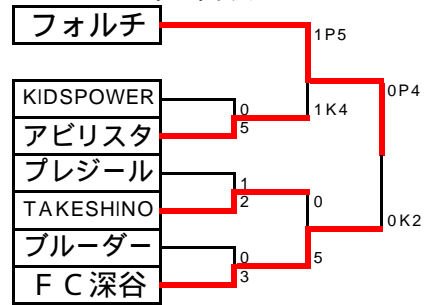 フォルチ
1P5
0P4
KIDSPOWER
0
1K4
アビリスタ
5
プレジール
1
TAKESHINO
2
0
0K2
ブルーダー
0
5
ＦＣ深谷
3